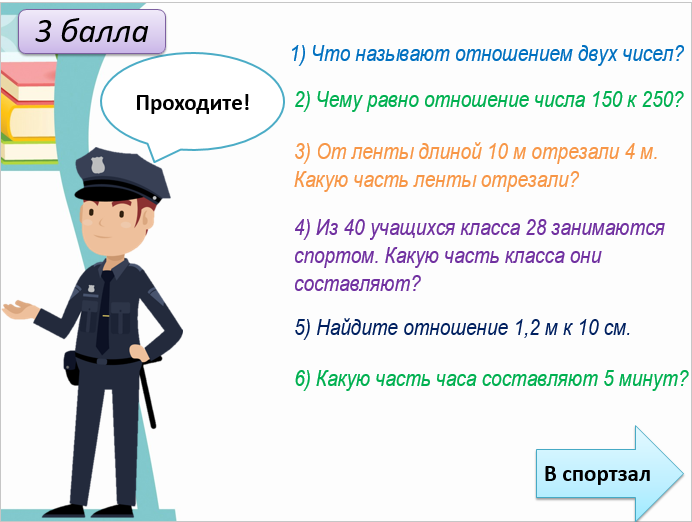 3 балла
Проходите!
1) Что называют отношением двух чисел?
2) Чему равно отношение числа 150 к 250?
3) От ленты длиной 10 м отрезали 4 м.
Какую часть ленты отрезали?
4) Из 40 учащихся класса 28 занимаются
спортом. Какую часть класса они
составляют?
5) Найдите отношение 1,2 м к 10 см.
6) Какую часть часа составляют 5 минут?
В спортзал